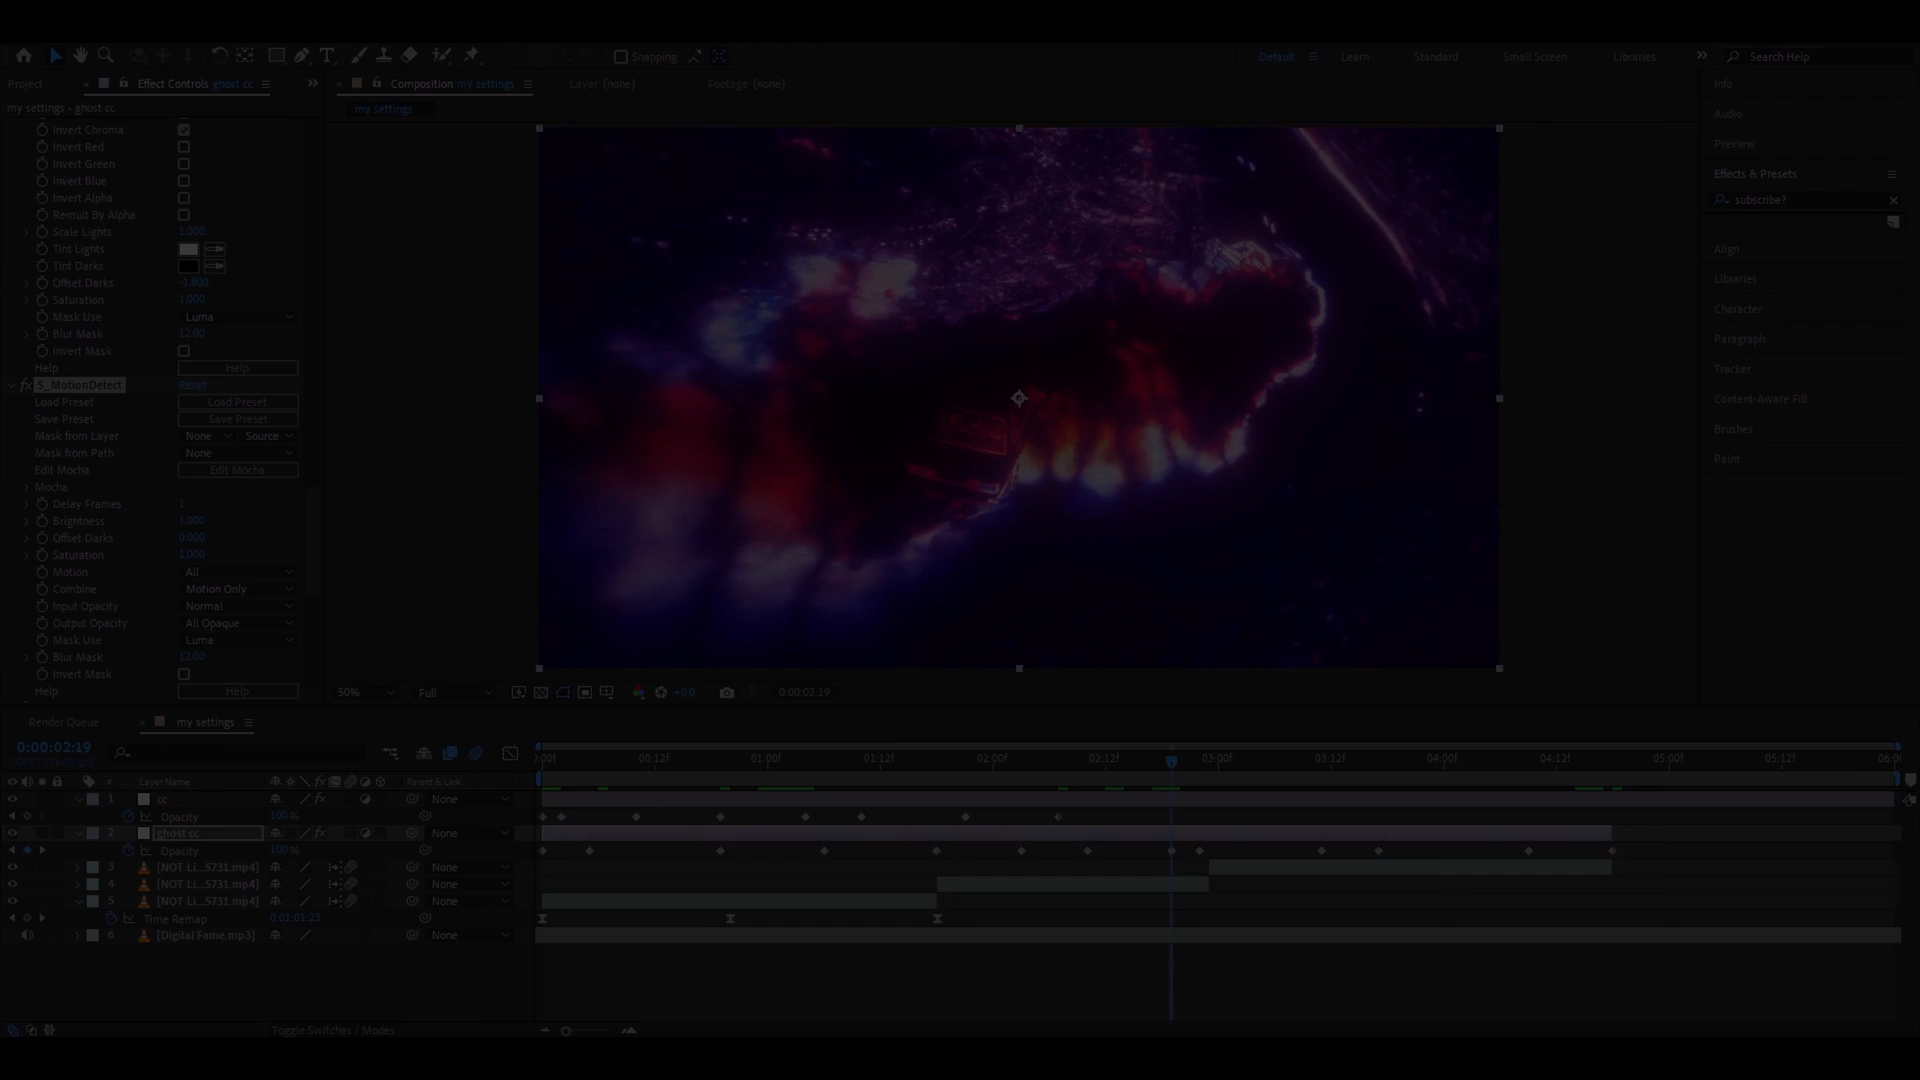 Snapping
Default
Learn
Standard
Small Screen
Libraries
Search Help
Project
Effect Controls ghost cc
Composition my settings
Layer (none)
Footage (none)
Info
my settings - ghost cc
my settings
Audio
Invert Chroma
Invert Red
Preview
Invert Green
Invert Blue
Effects & Presets
Invert Alpha
subscribe?
Remult By Alpha
Scale Lights 1.000
Tint Lights
Align
Tint Darks
Offset Darks -1.500
Libraries
Saturation 1.000
Mask Use Luma
Character
Blur Mask 12.00
Paragraph
Invert Mask
Help Help
Tracker
S_MotionDetect Reset
Load Preset Load Preset
Content-Aware Fill
Save Preset Save Preset
Mask from Layer None Source
Brushes
Mask from Path None
Paint
Edit Mocha Edit Mocha
Mocha
Delay Frames 1
Brightness 1.000
Offset Darks 0.000
Saturation 1.000
Motion All
Combine Motion Only
Input Opacity Normal
Output Opacity All Opaque
Mask Use Luma
Blur Mask 12.00
Invert Mask
Help Help
50% Full +0.0 0:00:02:19
Render Queue my settings
0:00:02:19
:00f 00:12f 01:00f 01:12f 02:00f 02:12f 03:00f 03:12f 04:00f 04:12f 05:00f 05:12f 06:0
# Layer Name Parent & Link
1 cc None
Opacity 100 %
2 ghost cc None
Opacity 100 %
3 [NOT Li...5731.mp4] None
4 [NOT Li...5731.mp4] None
5 [NOT Li...5731.mp4] None
Time Remap 0:01:01:23
6 [Digital Fame.mp3] None
Toggle Switches / Modes